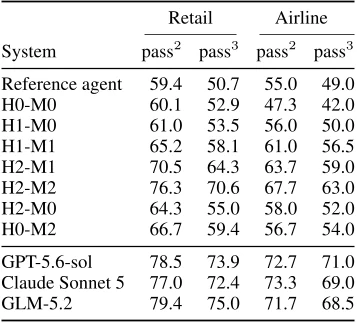 Retail Airline
System pass² pass³ pass² pass³
Reference agent 59.4 50.7 55.0 49.0
H0-M0 60.1 52.9 47.3 42.0
H1-M0 61.0 53.5 56.0 50.0
H1-M1 65.2 58.1 61.0 56.5
H2-M1 70.5 64.3 63.7 59.0
H2-M2 76.3 70.6 67.7 63.0
H2-M0 64.3 55.0 58.0 52.0
H0-M2 66.7 59.4 56.7 54.0
GPT-5.6-sol 78.5 73.9 72.7 71.0
Claude Sonnet 5 77.0 72.4 73.3 69.0
GLM-5.2 79.4 75.0 71.7 68.5